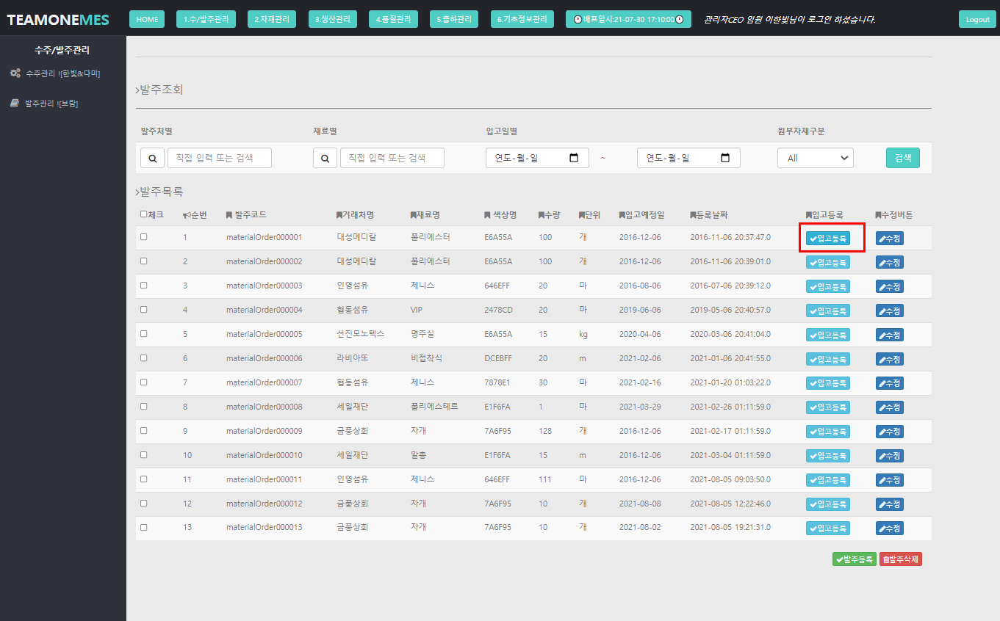 TEAMONEMES HOME 1.수/발주관리 2.자재관리 3.생산관리 4.품질관리 5.출하관리 6.기초정보관리 배포일시:21-07-30 17:10:00 관리자CEO 임원 이한빛님이 로그인 하셨습니다. Logout
수주/발주관리
수주관리 ![한빛&다미]
발주관리 ![보람]
>발주조회
발주처별 재료별 입고일별 원부자재구분
직접 입력 또는 검색 직접 입력 또는 검색 연도-월-일 ~ 연도-월-일 All 검색
>발주목록
체크 순번 발주코드 거래처명 재료명 색상명 수량 단위 입고예정일 등록날짜 입고등록 수정버튼
1 materialOrder000001 대성메디칼 폴리에스터 E6A55A 100 개 2016-12-06 2016-11-06 20:37:47.0 입고등록 수정
2 materialOrder000002 대성메디칼 폴리에스터 E6A55A 100 개 2016-12-06 2016-11-06 20:39:01.0 입고등록 수정
3 materialOrder000003 인영섬유 제니스 646EFF 20 마 2016-08-06 2016-07-06 20:39:12.0 입고등록 수정
4 materialOrder000004 협동섬유 VIP 2478CD 20 마 2019-06-06 2019-05-06 20:40:57.0 입고등록 수정
5 materialOrder000005 선진모노텍스 명주실 E6A55A 15 kg 2020-04-06 2020-03-06 20:41:04.0 입고등록 수정
6 materialOrder000006 라비아또 비접착식 DCEBFF 20 m 2021-02-06 2021-01-06 20:41:55.0 입고등록 수정
7 materialOrder000007 협동섬유 제니스 7878E1 30 마 2021-02-16 2021-01-20 01:03:22.0 입고등록 수정
8 materialOrder000008 세일재단 폴리에스테르 E1F6FA 1 마 2021-03-29 2021-02-26 01:11:59.0 입고등록 수정
9 materialOrder000009 금풍상회 자개 7A6F95 128 개 2016-12-06 2021-02-17 01:11:59.0 입고등록 수정
10 materialOrder000010 세일재단 말총 E1F6FA 15 m 2016-12-06 2021-03-04 01:11:59.0 입고등록 수정
11 materialOrder000011 인영섬유 제니스 646EFF 111 마 2016-12-06 2021-08-05 09:03:50.0 입고등록 수정
12 materialOrder000012 금풍상회 자개 7A6F95 10 개 2021-08-08 2021-08-05 12:22:46.0 입고등록 수정
13 materialOrder000013 금풍상회 자개 7A6F95 10 개 2021-08-02 2021-08-05 19:21:31.0 입고등록 수정
발주등록 발주삭제